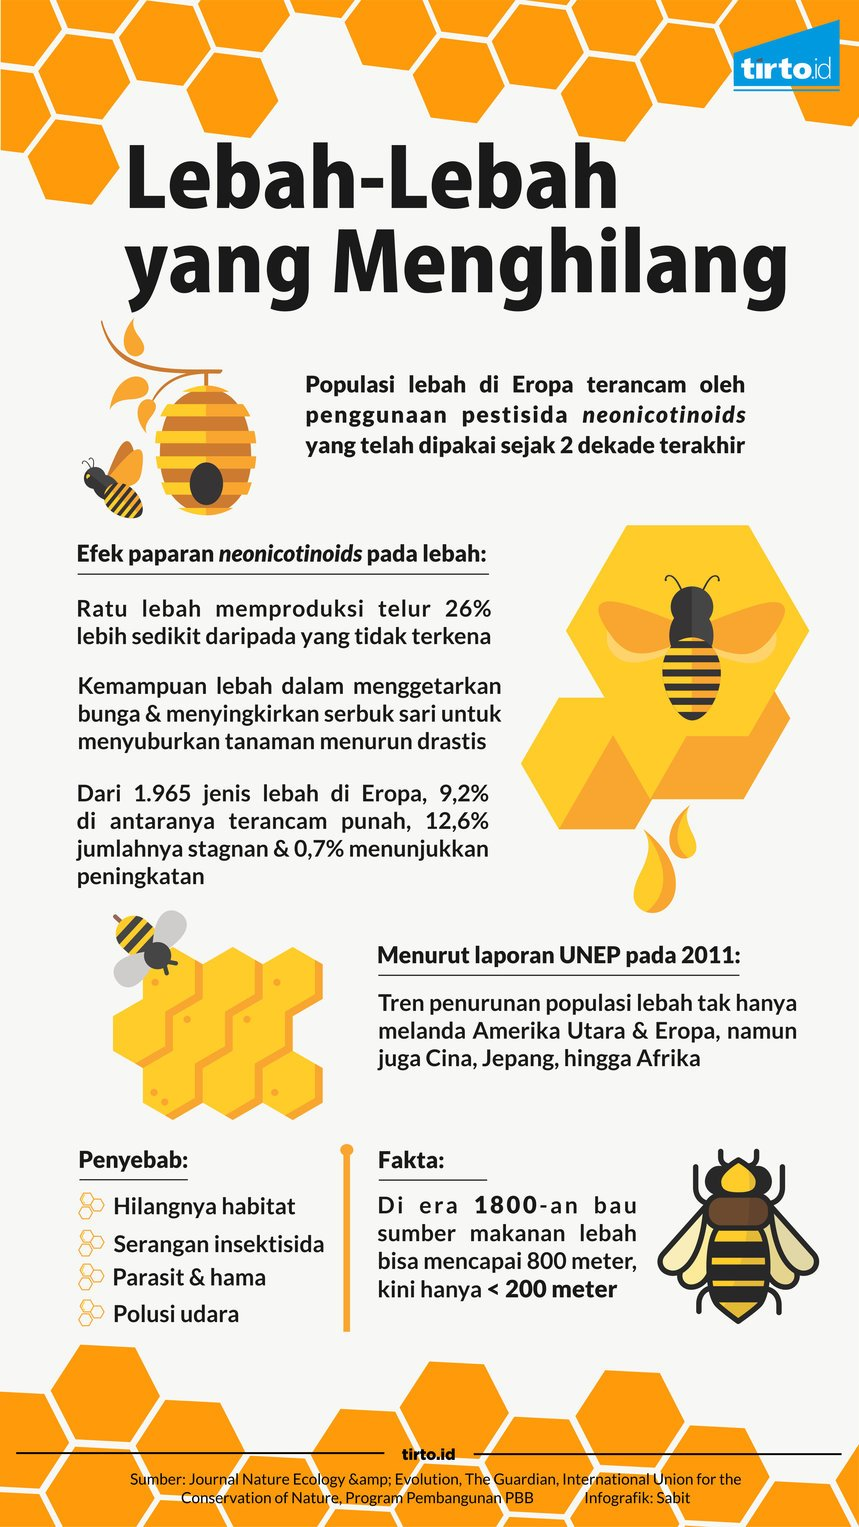 tirto.id
Lebah-Lebah
yang Menghilang
Populasi lebah di Eropa terancam oleh
penggunaan pestisida neonicotinoids
yang telah dipakai sejak 2 dekade terakhir
Efek paparan neonicotinoids pada lebah:
Ratu lebah memproduksi telur 26%
lebih sedikit daripada yang tidak terkena
Kemampuan lebah dalam menggetarkan
bunga & menyingkirkan serbuk sari untuk
menyuburkan tanaman menurun drastis
Dari 1.965 jenis lebah di Eropa, 9,2%
di antaranya terancam punah, 12,6%
jumlahnya stagnan & 0,7% menunjukkan
peningkatan
Menurut laporan UNEP pada 2011:
Tren penurunan populasi lebah tak hanya
melanda Amerika Utara & Eropa, namun
juga Cina, Jepang, hingga Afrika
Penyebab:
Hilangnya habitat
Serangan insektisida
Parasit & hama
Polusi udara
Fakta:
Di era 1800-an bau
sumber makanan lebah
bisa mencapai 800 meter,
kini hanya < 200 meter
tirto.id
Sumber: Journal Nature Ecology &amp; Evolution, The Guardian, International Union for the
Conservation of Nature, Program Pembangunan PBB Infografik: Sabit